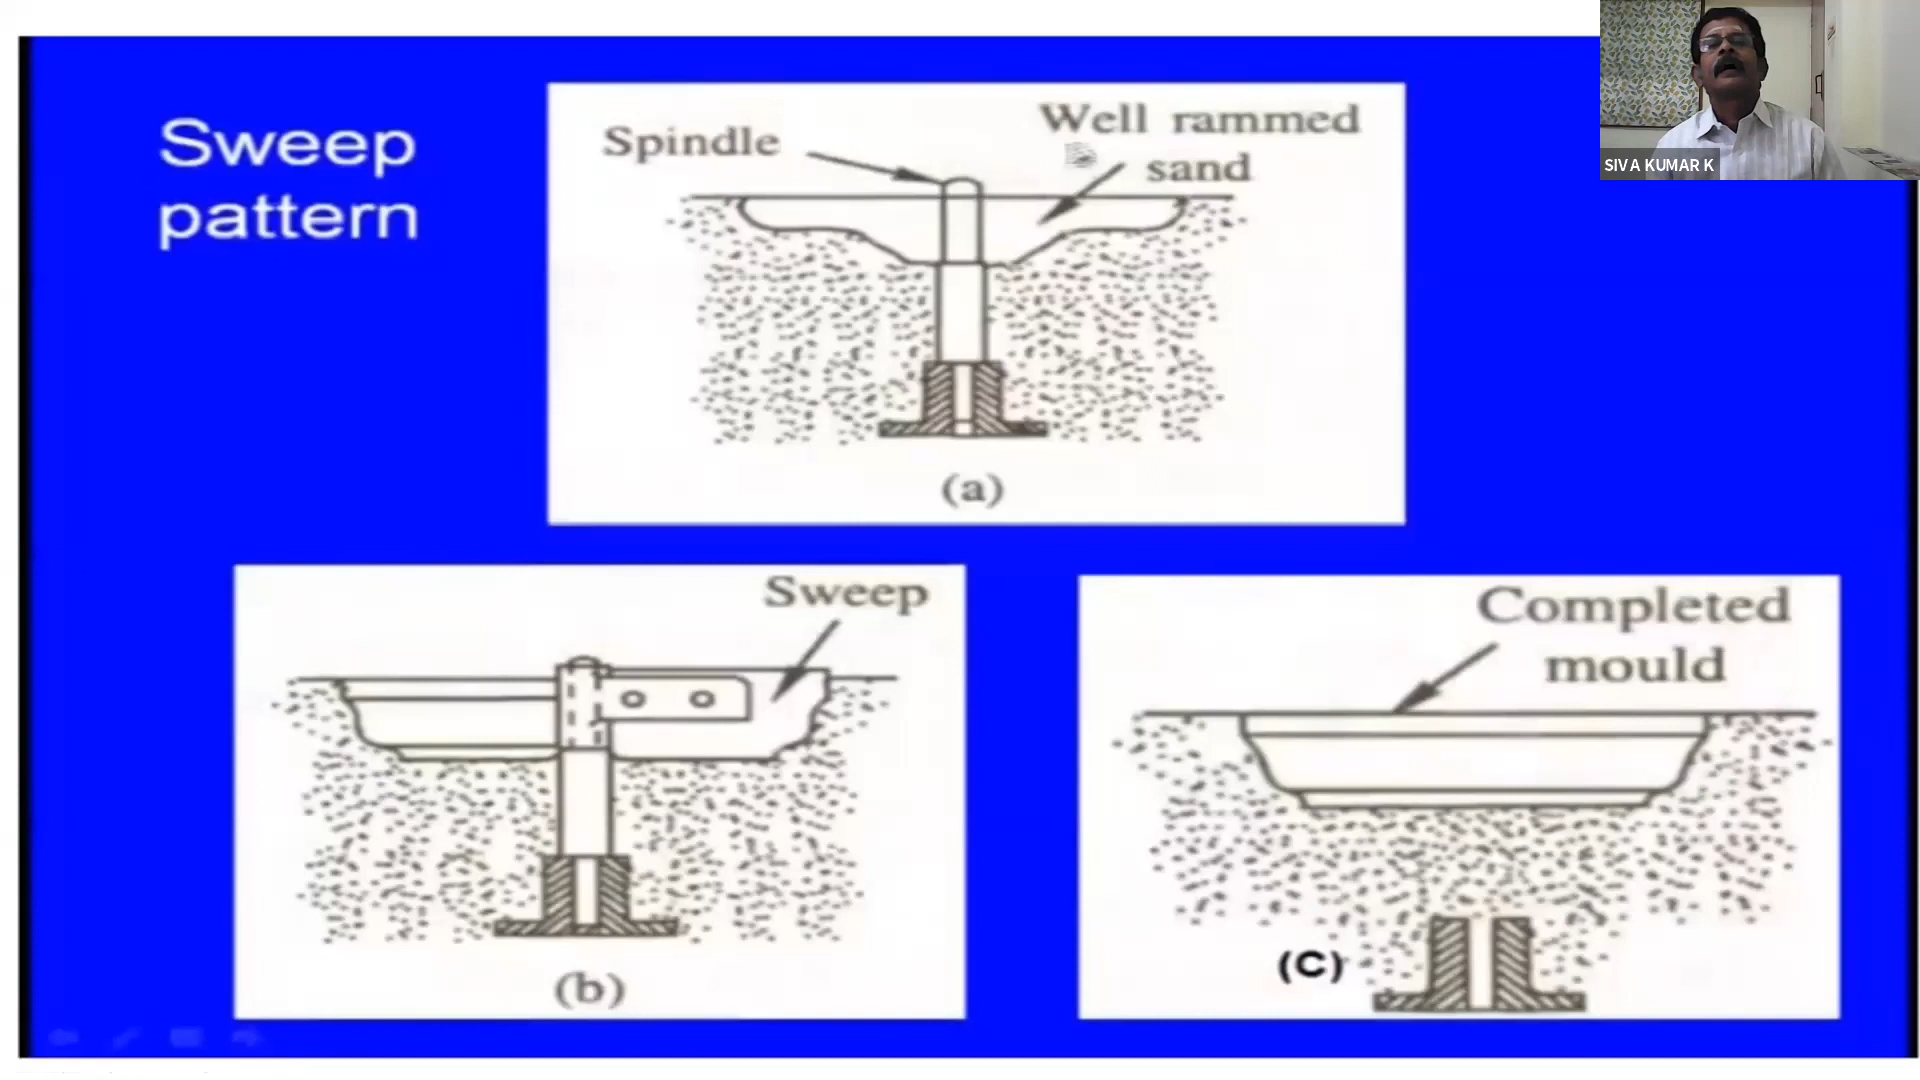 Sweep
pattern
Spindle
Well rammed
sand
(a)
Sweep
(b)
Completed
mould
(C)
SIVA KUMAR K